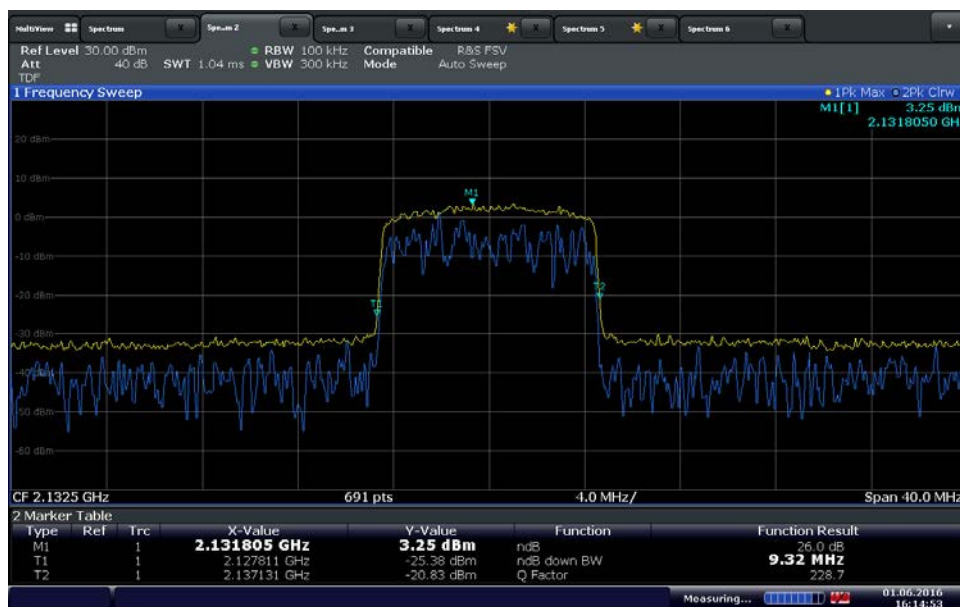 MultiView Spectrum X Spe...m 2 X Spe...m 3 X Spectrum 4 X Spectrum 5 X Spectrum 6 X
Ref Level 30.00 dBm RBW 100 kHz Compatible R&S FSV
Att 40 dB SWT 1.04 ms VBW 300 kHz Mode Auto Sweep
TDF
1 Frequency Sweep 1Pk Max 2Pk Clrw
M1[1] 3.25 dBm
2.1318050 GH
20 dBm
10 dBm
M1
0 dBm
-10 dBm
-20 dBm
T1 T2
-30 dBm
-40 dBm
-50 dBm
-60 dBm
CF 2.1325 GHz 691 pts 4.0 MHz/ Span 40.0 MHz
2 Marker Table
Type Ref Trc X-Value Y-Value Function Function Result
M1 1 2.131805 GHz 3.25 dBm ndB 26.0 dB
T1 1 2.127811 GHz -25.38 dBm ndB down BW 9.32 MHz
T2 1 2.137131 GHz -20.83 dBm Q Factor 228.7
Measuring... 01.06.2016
16:14:53